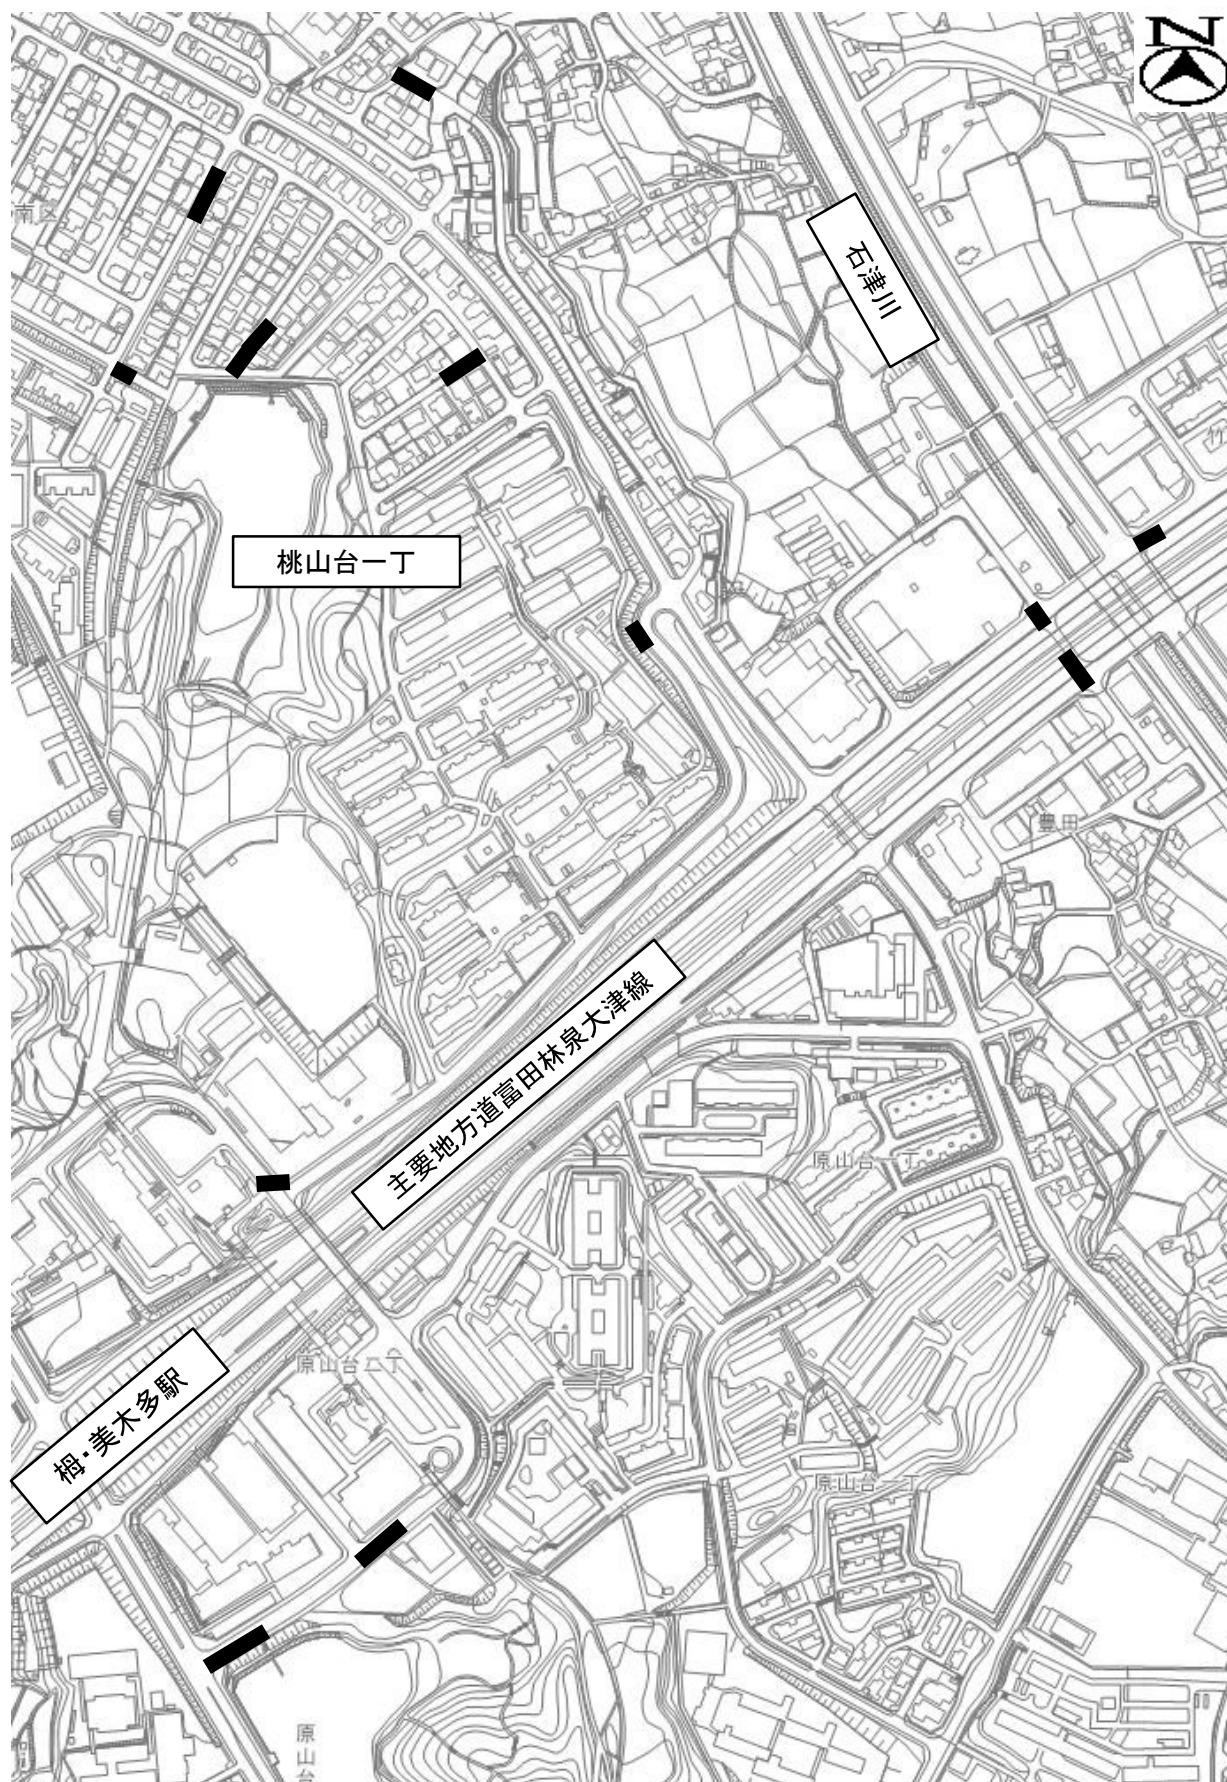 N
南区
石津川
竹
桃山台一丁
豊田
主要地方道富田林泉大津線
原山台一丁
原山台二丁
栂・美木多駅
原山台一丁
原山台